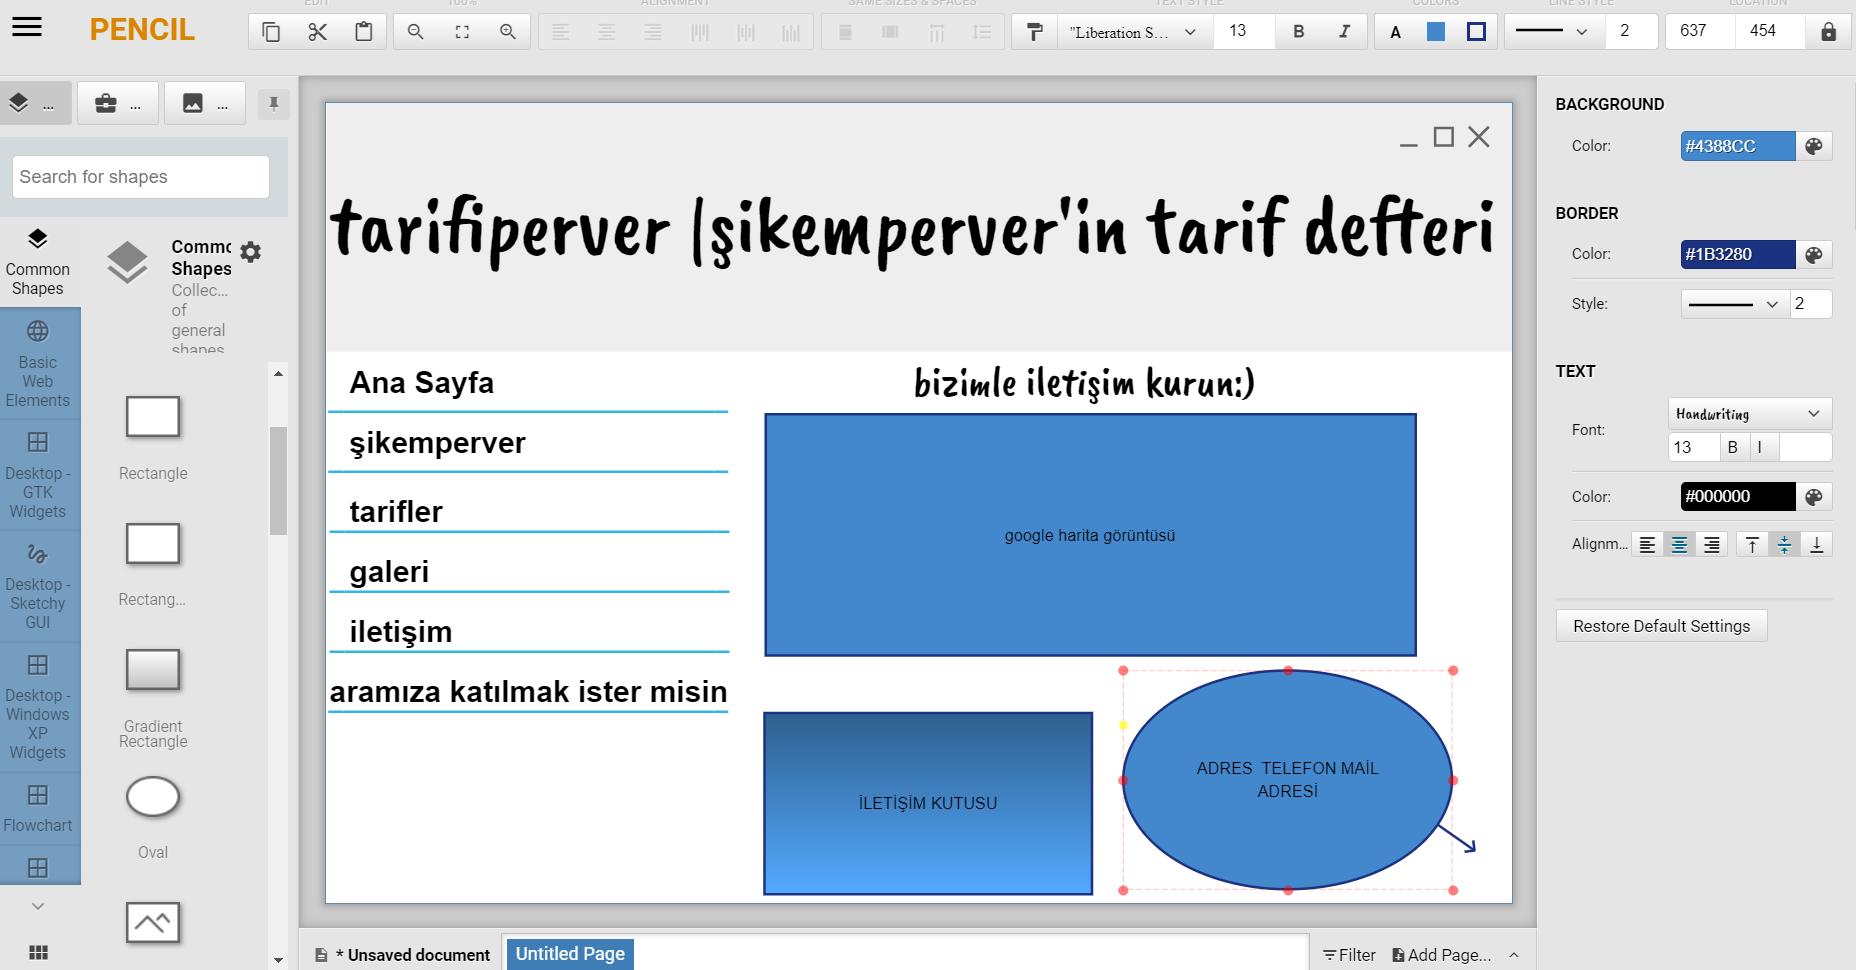 EDIT
100%
ALIGNMENT
SAME SIZES & SPACES
TEXT STYLE
COLORS
LINE STYLE
LOCATION
PENCIL
"Liberation S...
13
B
I
A
2
637
454
...
...
...
Search for shapes
Common
Shapes
Basic
Web
Elements
Desktop -
GTK
Widgets
Desktop -
Sketchy
GUI
Desktop -
Windows
XP
Widgets
Flowchart
Commo
Shapes
Collec...
of
general
shapes
Rectangle
Rectang...
Gradient
Rectangle
Oval
tarifiperver |şikemperver'in tarif defteri
Ana Sayfa
şikemperver
tarifler
galeri
iletişim
aramıza katılmak ister misin
bizimle iletişim kurun:)
google harita görüntüsü
İLETİŞİM KUTUSU
ADRES  TELEFON MAİL
ADRESİ
BACKGROUND
Color:
#4388CC
BORDER
Color:
#1B3280
Style:
2
TEXT
Font:
Handwriting
13
B
I
Color:
#000000
Alignm...
Restore Default Settings
* Unsaved document
Untitled Page
Filter
Add Page...